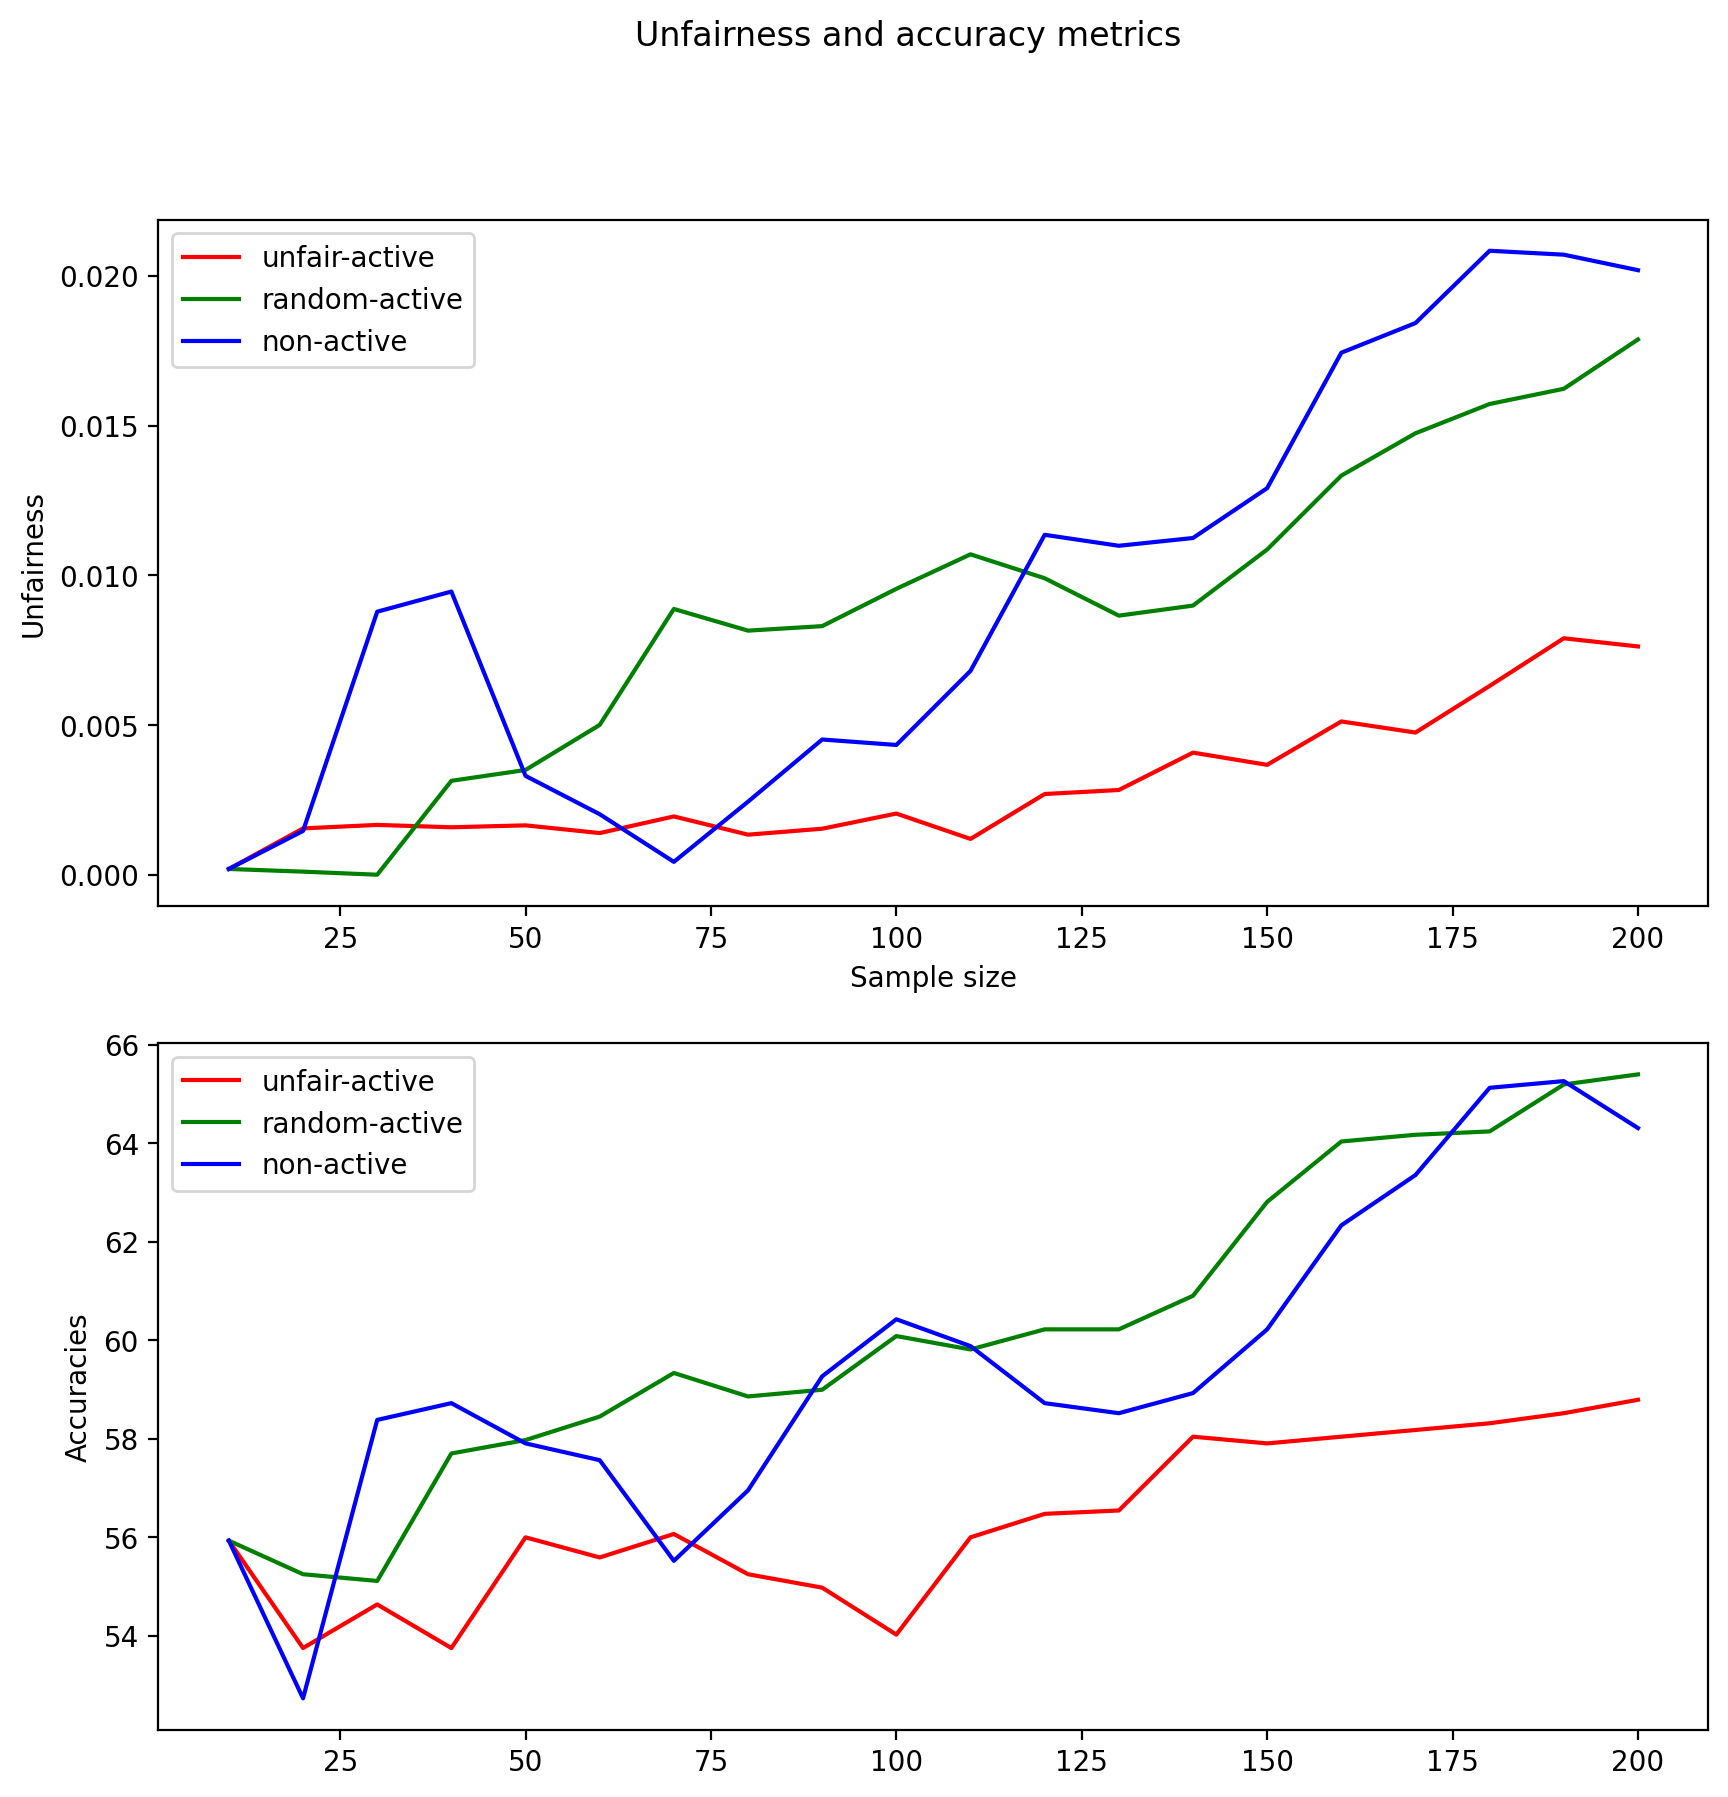 Unfairness and accuracy metrics
unfair-active
random-active
non-active
0.020
0.015
0.010
0.005
0.000
Unfairness
25 50 75 100 125 150 175 200
Sample size
unfair-active
random-active
non-active
66
64
62
60
58
56
54
Accuracies
25 50 75 100 125 150 175 200